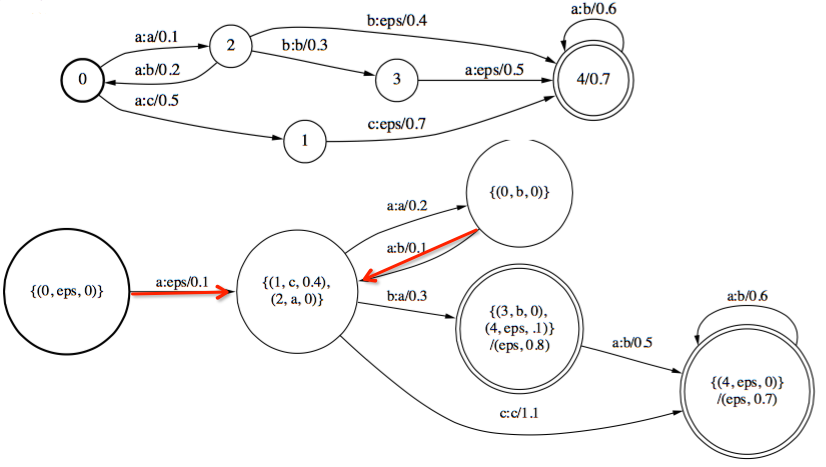 a:b/0.6
b:eps/0.4
a:a/0.1
2
b:b/0.3
a:b/0.2
a:eps/0.5
0
3
4/0.7
a:c/0.5
c:eps/0.7
1
{(0, b, 0)}
a:a/0.2
a:b/0.1
a:eps/0.1
{(0, eps, 0)}
{(1, c, 0.4),
(2, a, 0)}
b:a/0.3
{(3, b, 0),
(4, eps, .1)}
/(eps, 0.8)
a:b/0.6
a:b/0.5
{(4, eps, 0)}
/(eps, 0.7)
c:c/1.1